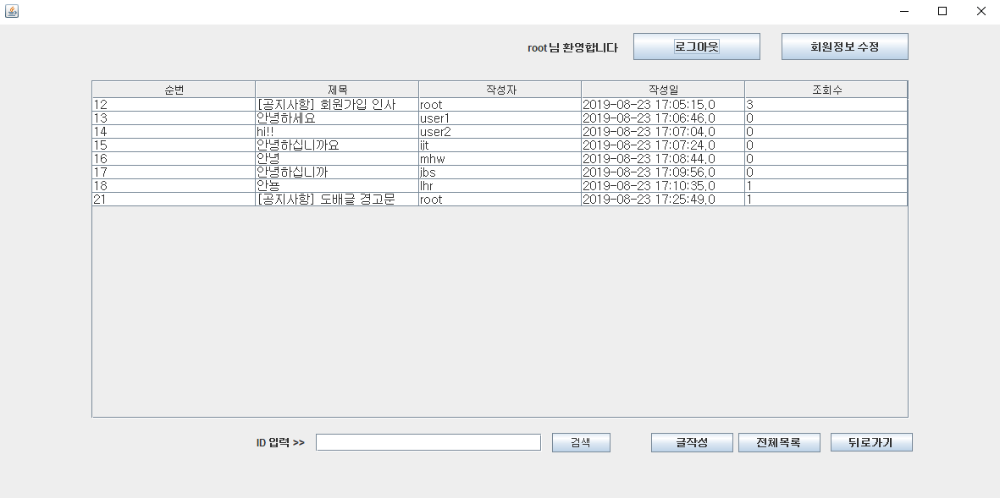 root 님 환영합니다 로그아웃 회원정보 수정
순번 제목 작성자 작성일 조회수
12 [공지사항] 회원가입 인사 root 2019-08-23 17:05:15.0 3
13 안녕하세요 user1 2019-08-23 17:06:46.0 0
14 hi!! user2 2019-08-23 17:07:04.0 0
15 안녕하십니까요 ijt 2019-08-23 17:07:24.0 0
16 안녕 mhw 2019-08-23 17:08:44.0 0
17 안녕하십니까 jbs 2019-08-23 17:09:56.0 0
18 안뇽 lhr 2019-08-23 17:10:35.0 1
21 [공지사항] 도배글 경고문 root 2019-08-23 17:25:49.0 1
ID 입력 >> 검색 글작성 전체목록 뒤로가기